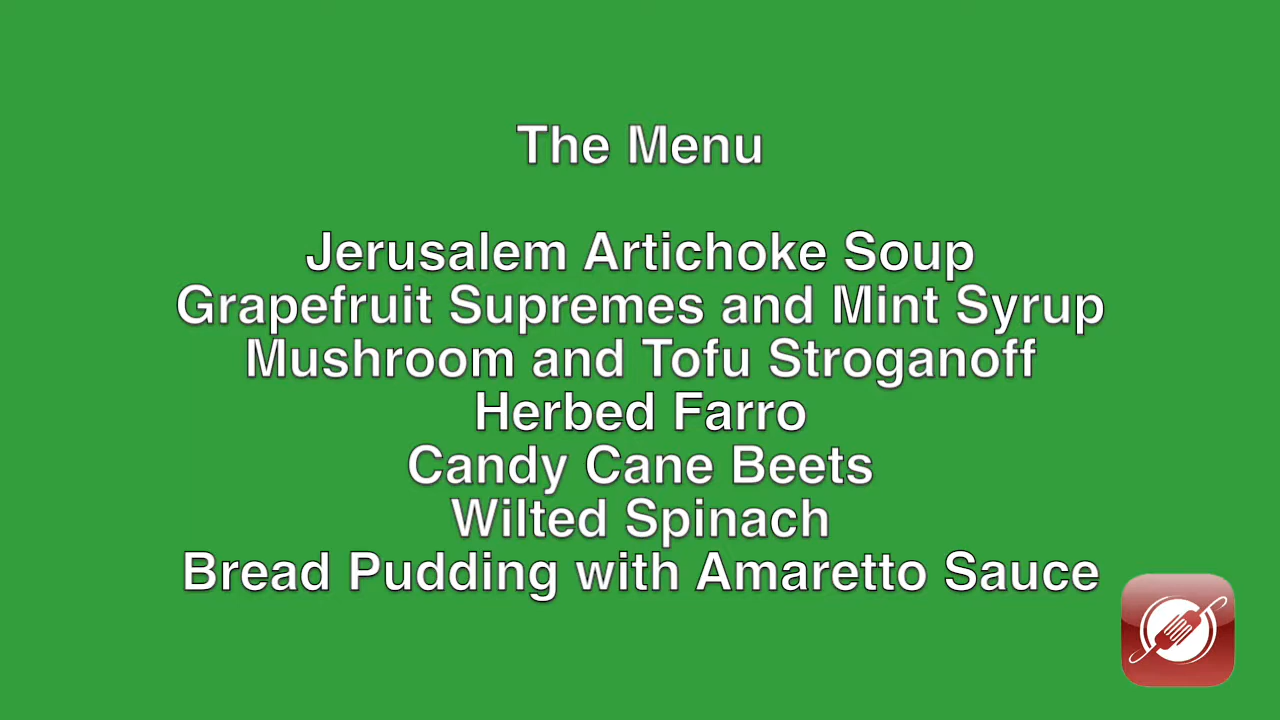 The Menu
Jerusalem Artichoke Soup
Grapefruit Supremes and Mint Syrup
Mushroom and Tofu Stroganoff
Herbed Farro
Candy Cane Beets
Wilted Spinach
Bread Pudding with Amaretto Sauce